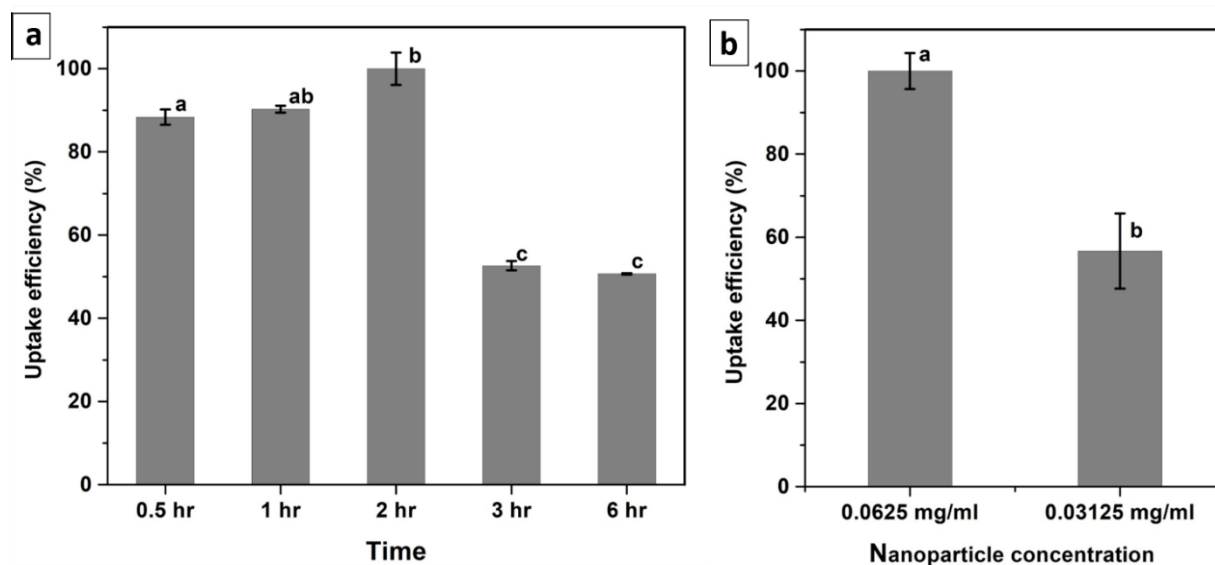 a
Uptake efficiency (%)
100
80
60
40
20
0
a
ab
b
c
c
0.5 hr
1 hr
2 hr
3 hr
6 hr
Time
b
Uptake efficiency (%)
100
80
60
40
20
0
a
b
0.0625 mg/ml
0.03125 mg/ml
Nanoparticle concentration